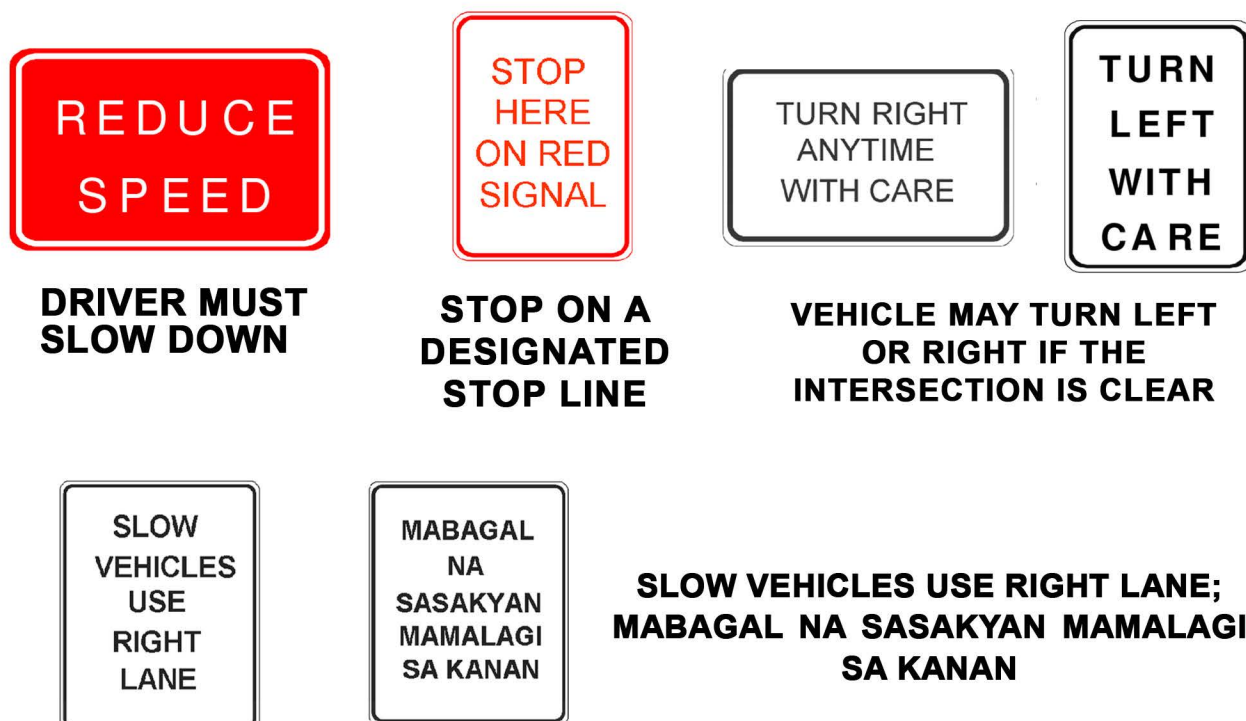 REDUCE
SPEED
STOP
HERE
ON RED
SIGNAL
TURN RIGHT
ANYTIME
WITH CARE
TURN
LEFT
WITH
CARE
DRIVER MUST
SLOW DOWN
STOP ON A
DESIGNATED
STOP LINE
VEHICLE MAY TURN LEFT
OR RIGHT IF THE
INTERSECTION IS CLEAR
SLOW
VEHICLES
USE
RIGHT
LANE
MABAGAL
NA
SASAKYAN
MAMALAGI
SA KANAN
SLOW VEHICLES USE RIGHT LANE;
MABAGAL NA SASAKYAN MAMALAGI
SA KANAN